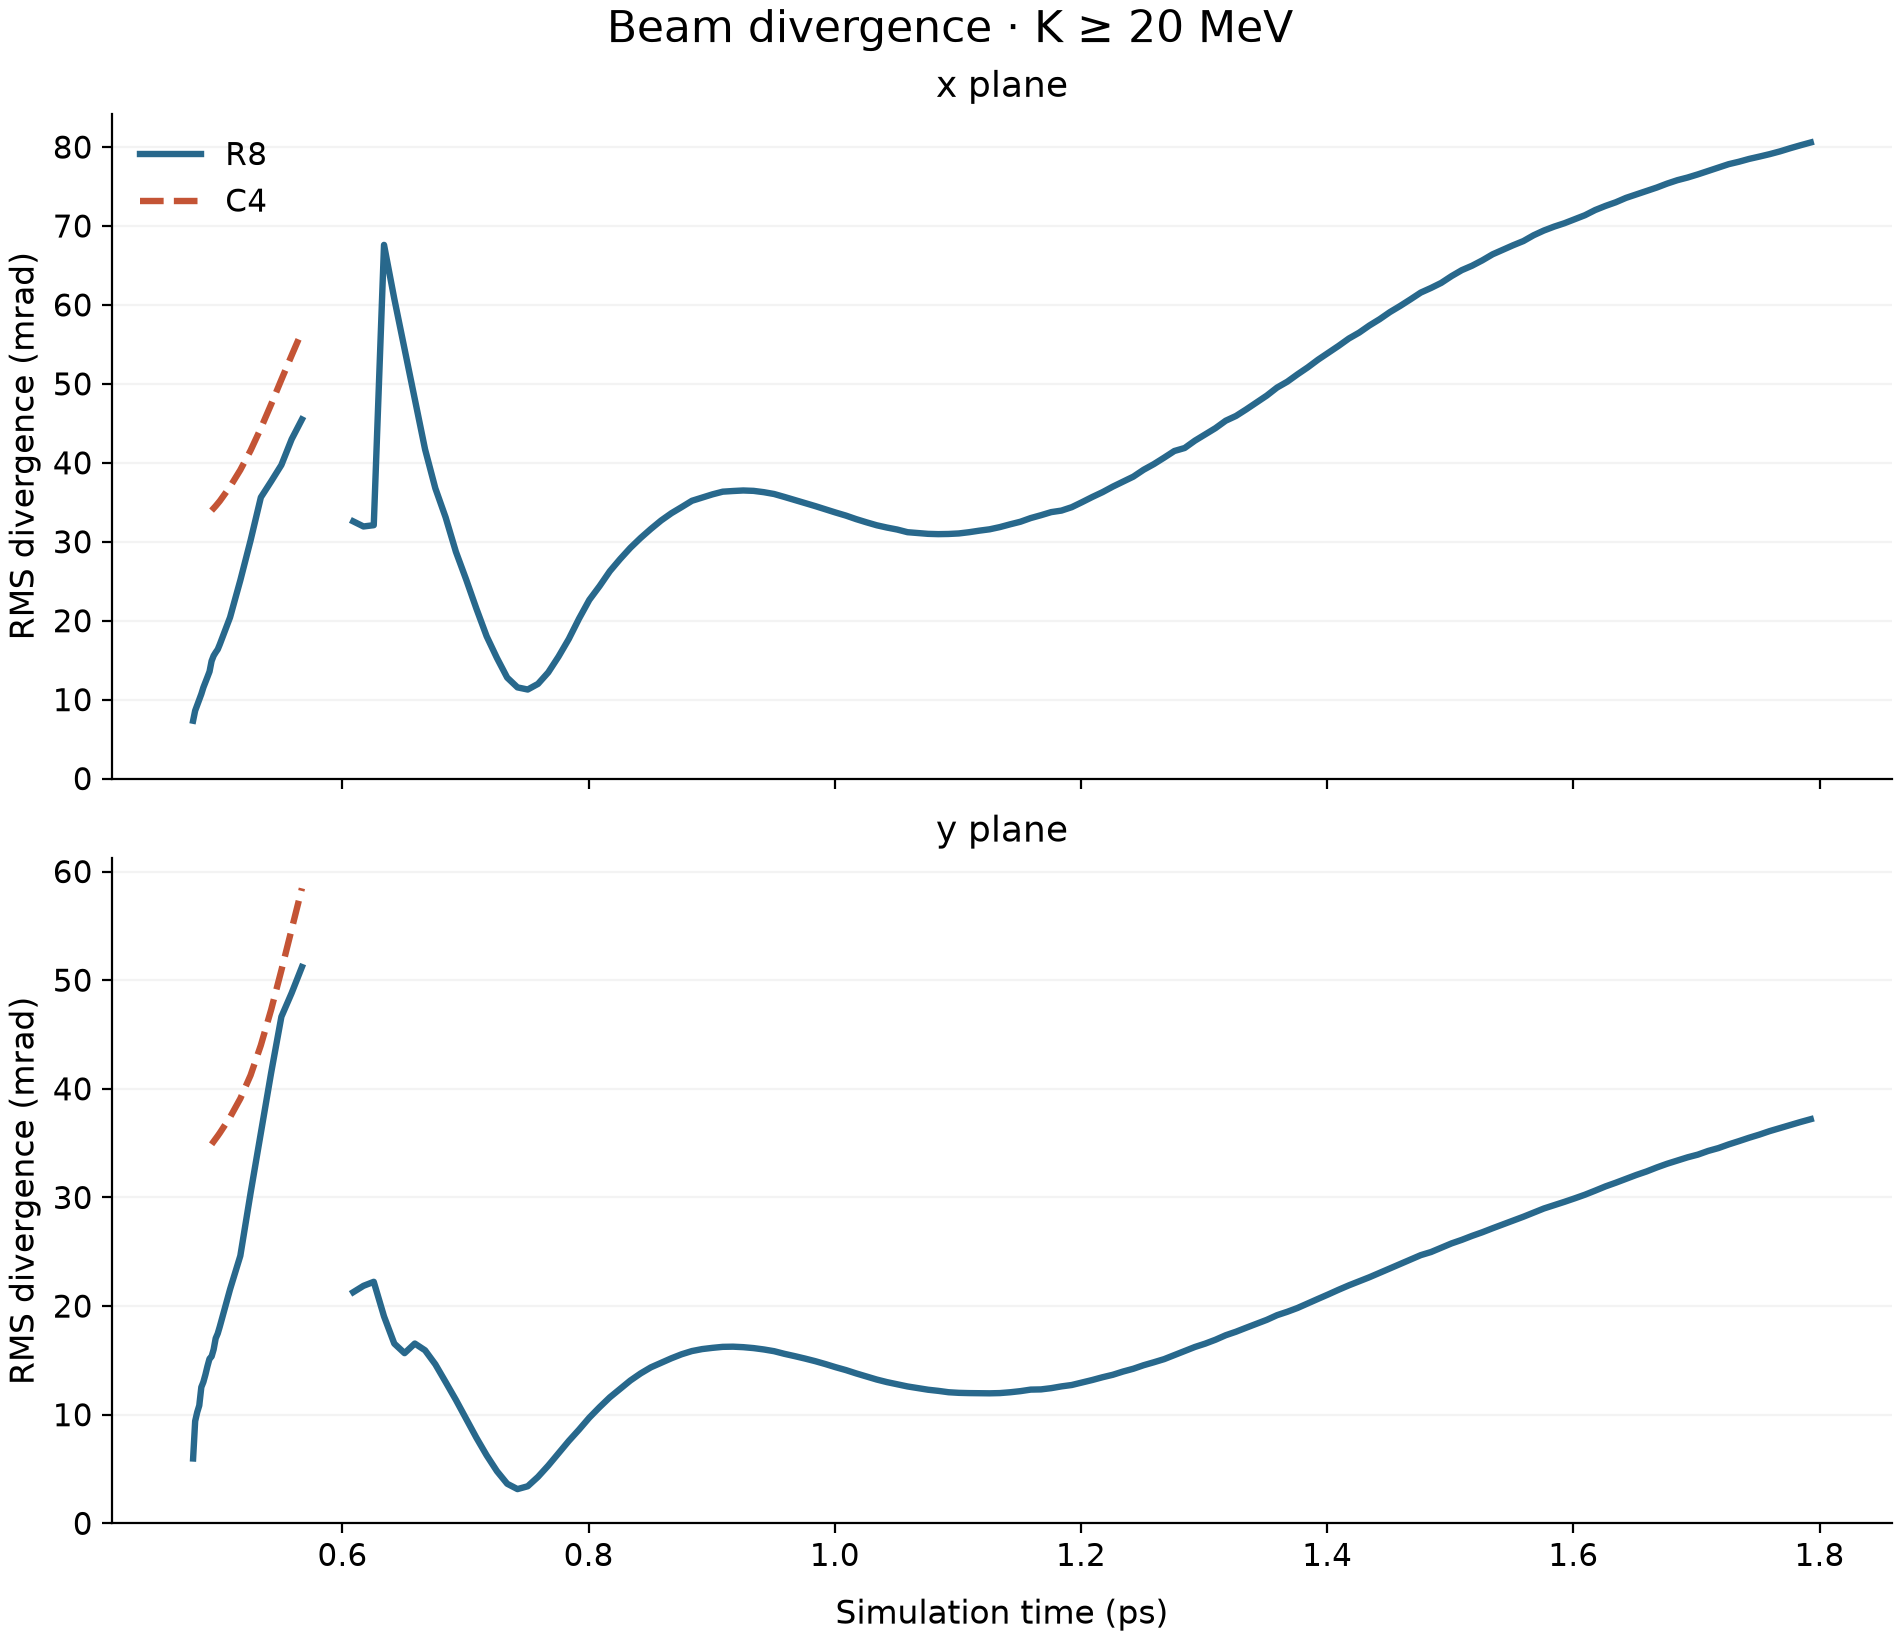 Beam divergence · K ≥ 20 MeV
x plane
80
70
60
50
40
30
20
10
0
RMS divergence (mrad)
R8
C4
y plane
60
50
40
30
20
10
0
RMS divergence (mrad)
0.6 0.8 1.0 1.2 1.4 1.6 1.8
Simulation time (ps)